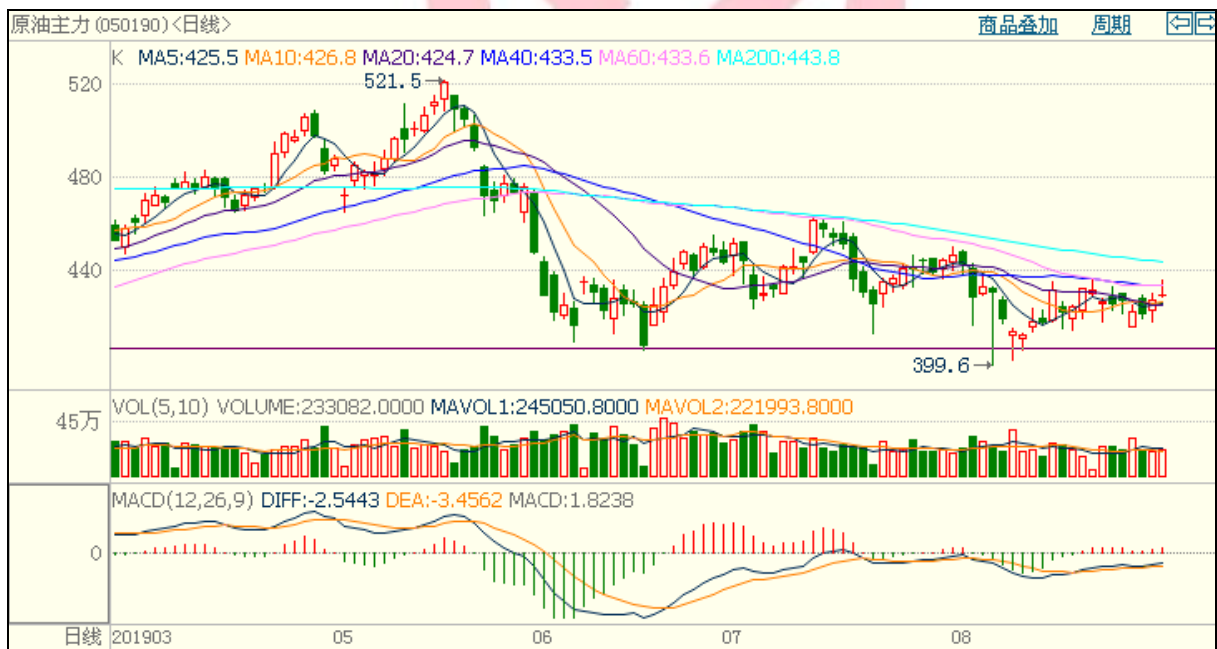 原油主力 (050190)<日线> 商品叠加 周期
K MA5:425.5 MA10:426.8 MA20:424.7 MA40:433.5 MA60:433.6 MA200:443.8
521.5
520
480
440
399.6
VOL(5,10) VOLUME:233082.0000 MAVOL1:245050.8000 MAVOL2:221993.8000
45万
MACD(12,26,9) DIFF:-2.5443 DEA:-3.4562 MACD:1.8238
0
日线 201903 05 06 07 08